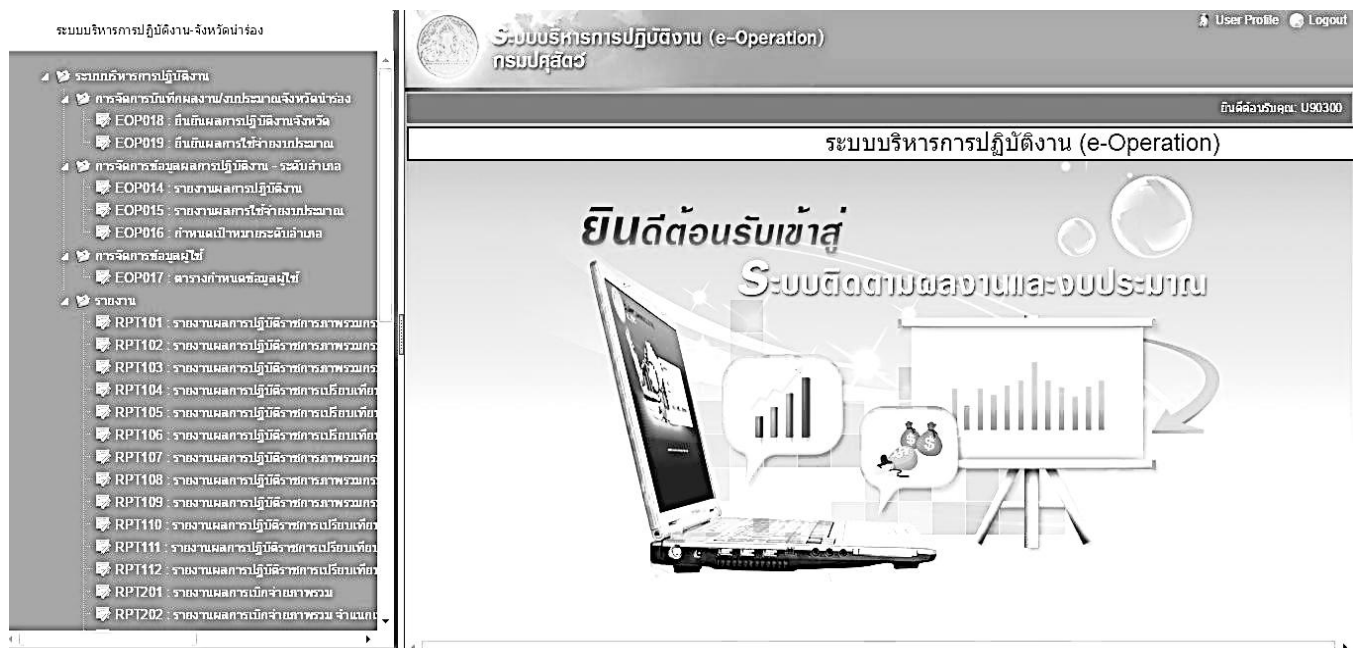 ระบบบริหารการปฏิบัติงาน-จังหวัดนำร่อง
ระบบบริหารการปฏิบัติงาน
การจัดการบันทึกผลงาน/งบประมาณจังหวัดนำร่อง
EOP018 : ยืนยันผลการปฏิบัติงานจังหวัด
EOP019 : ยืนยันผลการใช้จ่ายงบประมาณ
การจัดการข้อมูลผลการปฏิบัติงาน - ระดับอำเภอ
EOP014 : รายงานผลการปฏิบัติงาน
EOP015 : รายงานผลการใช้จ่ายงบประมาณ
EOP016 : กำหนดเป้าหมายระดับอำเภอ
การจัดการข้อมูลผู้ใช้
EOP017 : ตารางกำหนดข้อมูลผู้ใช้
รายงาน
RPT101 : รายงานผลการปฏิบัติราชการภาพรวมกร
RPT102 : รายงานผลการปฏิบัติราชการภาพรวมกร
RPT103 : รายงานผลการปฏิบัติราชการภาพรวมกร
RPT104 : รายงานผลการปฏิบัติราชการเปรียบเทีย
RPT105 : รายงานผลการปฏิบัติราชการเปรียบเทีย
RPT106 : รายงานผลการปฏิบัติราชการเปรียบเทีย
RPT107 : รายงานผลการปฏิบัติราชการภาพรวมกร
RPT108 : รายงานผลการปฏิบัติราชการภาพรวมกร
RPT109 : รายงานผลการปฏิบัติราชการภาพรวมกร
RPT110 : รายงานผลการปฏิบัติราชการเปรียบเทีย
RPT111 : รายงานผลการปฏิบัติราชการเปรียบเทีย
RPT112 : รายงานผลการปฏิบัติราชการเปรียบเทีย
RPT201 : รายงานผลการเบิกจ่ายภาพรวม
RPT202 : รายงานผลการเบิกจ่ายภาพรวม จำแนก
User Profile Logout
ระบบบริหารการปฏิบัติงาน (e-Operation)
กรมปศุสัตว์
ยินดีต้อนรับคุณ: U90300
ระบบบริหารการปฏิบัติงาน (e-Operation)
ยินดีต้อนรับเข้าสู่
ระบบติดตามผลงานและงบประมาณ